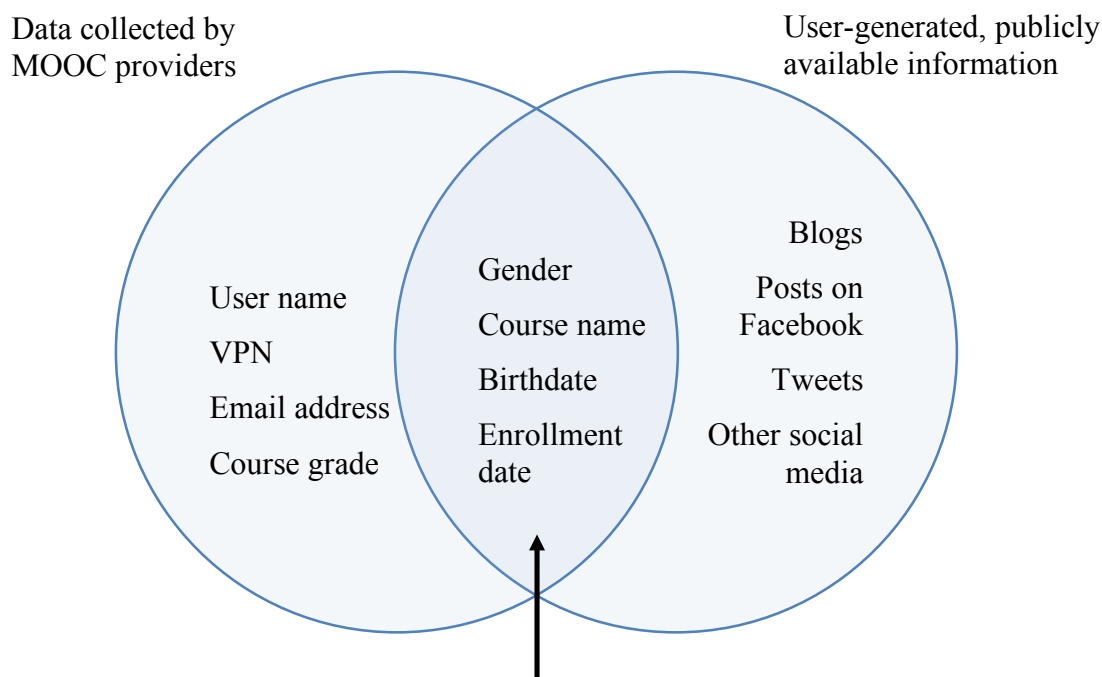 Data collected by
MOOC providers
User-generated, publicly
available information
User name
VPN
Email address
Course grade
Gender
Course name
Birthdate
Enrollment
date
Blogs
Posts on
Facebook
Tweets
Other social
media